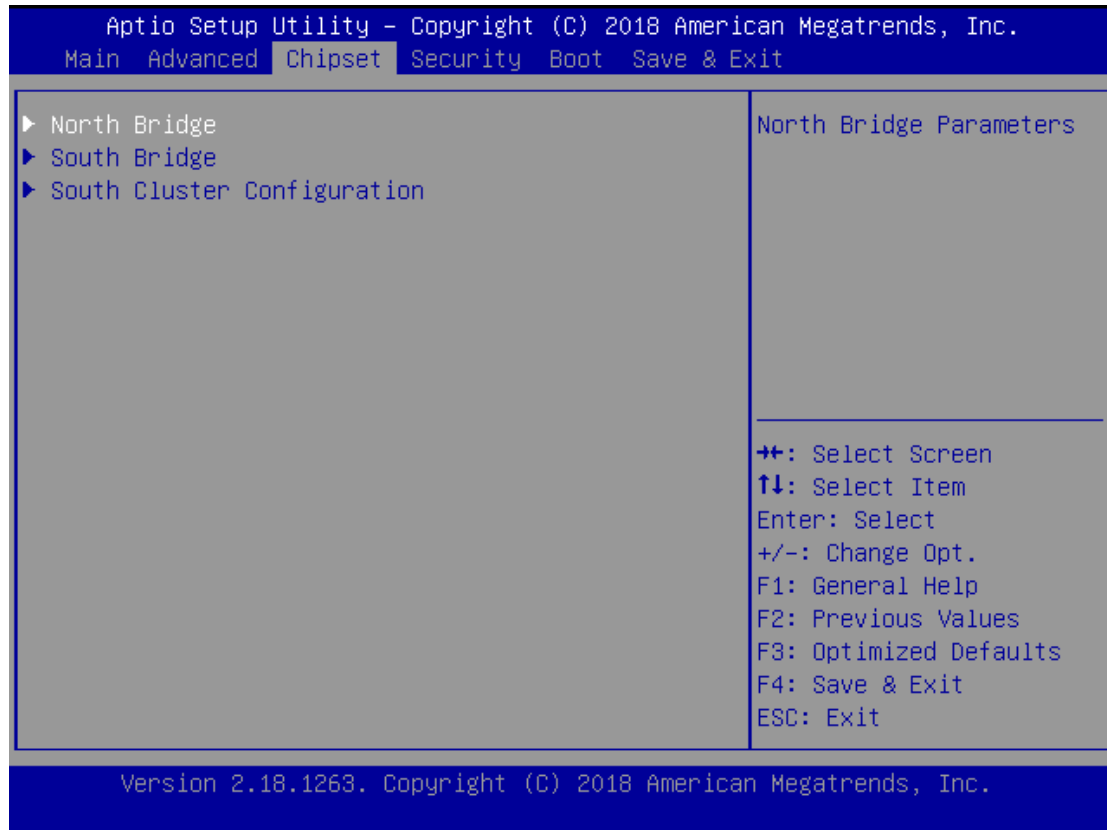 Aptio Setup Utility – Copyright (C) 2018 American Megatrends, Inc.
Main Advanced Chipset Security Boot Save & Exit
► North Bridge
► South Bridge
► South Cluster Configuration
North Bridge Parameters
→←: Select Screen
↑↓: Select Item
Enter: Select
+/-: Change Opt.
F1: General Help
F2: Previous Values
F3: Optimized Defaults
F4: Save & Exit
ESC: Exit
Version 2.18.1263. Copyright (C) 2018 American Megatrends, Inc.